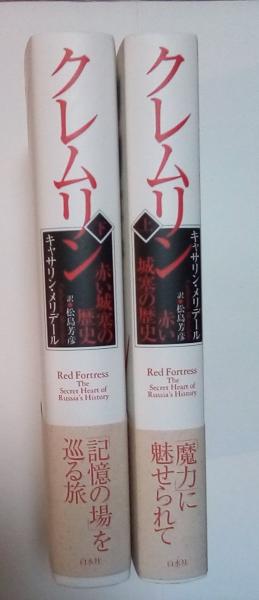 クレムリン
下
赤い城塞の
歴史
キャサリン・メリデール
訳 松島芳彦
Red Fortress
The
Secret Heart of
Russia's History
「記憶の場」を
巡る旅
白水社
クレムリン
上
赤い
城塞の歴史
キャサリン・メリデール
訳 松島芳彦
Red Fortress
The
Secret Heart of
Russia's History
「魔力」に
魅せられて
白水社